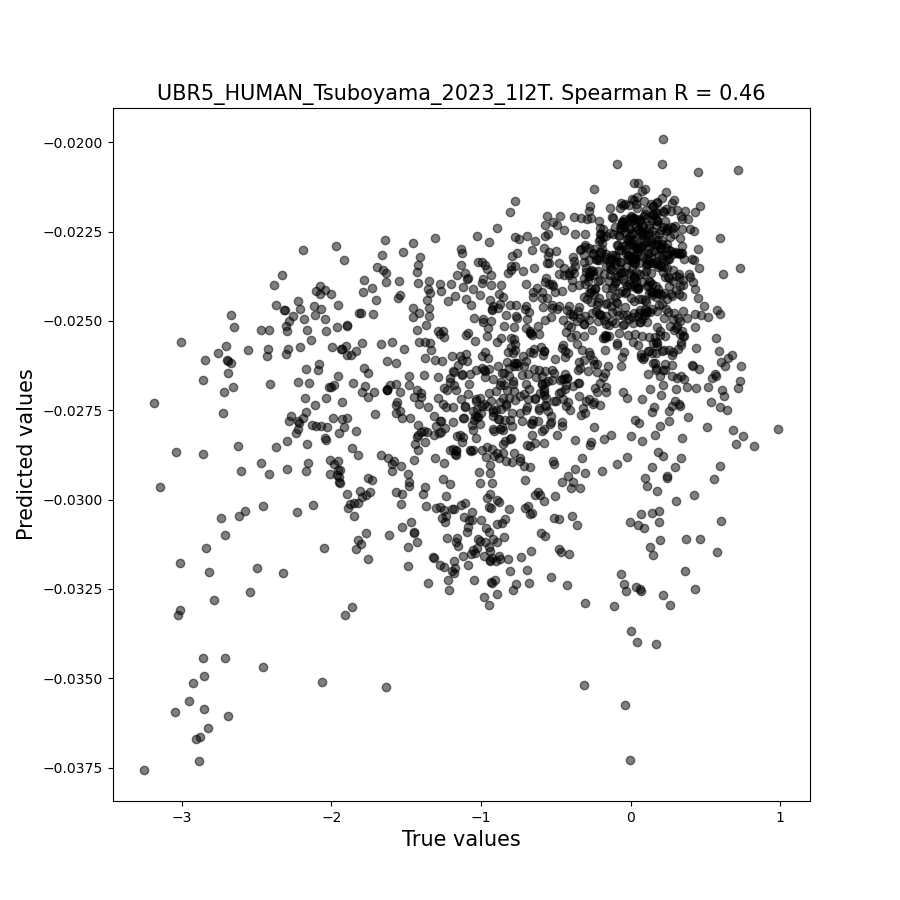 UBR5_HUMAN_Tsuboyama_2023_1I2T. Spearman R = 0.46
Predicted values
−0.0200
−0.0225
−0.0250
−0.0275
−0.0300
−0.0325
−0.0350
−0.0375
−3 −2 −1 0 1
True values